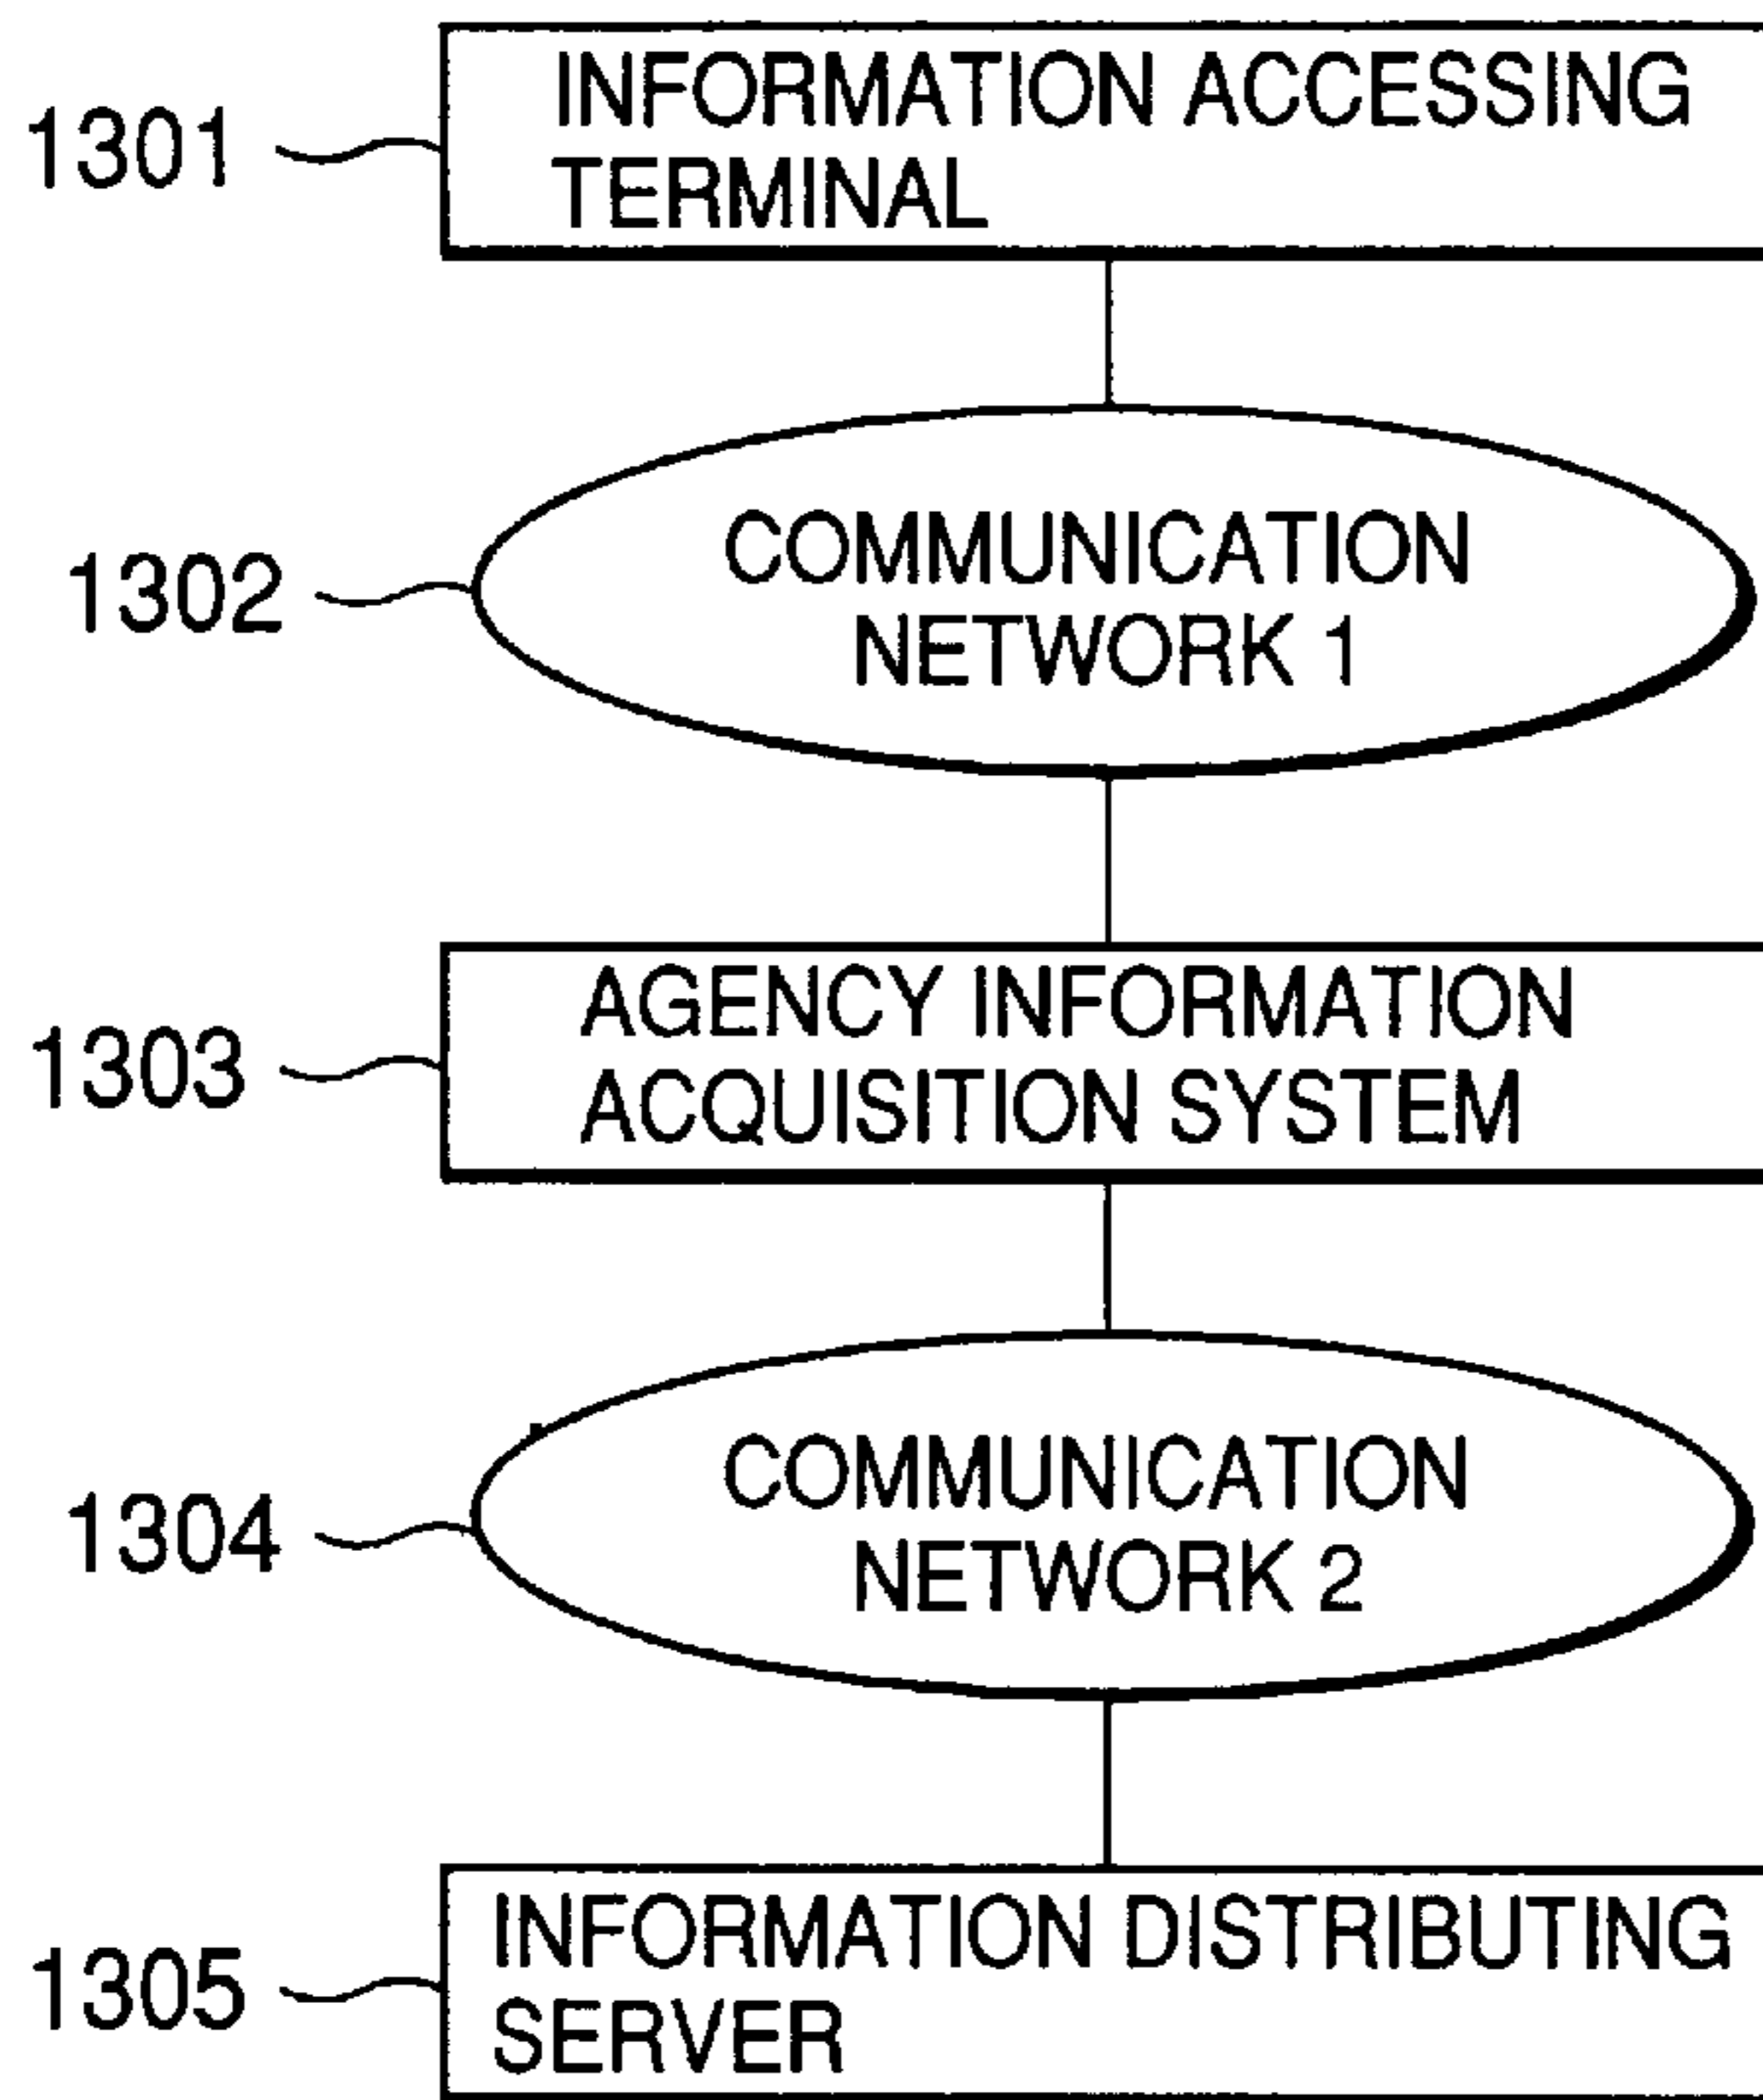 1301
INFORMATION ACCESSING
TERMINAL
1302
COMMUNICATION
NETWORK 1
1303
AGENCY INFORMATION
ACQUISITION SYSTEM
1304
COMMUNICATION
NETWORK 2
1305
INFORMATION DISTRIBUTING
SERVER